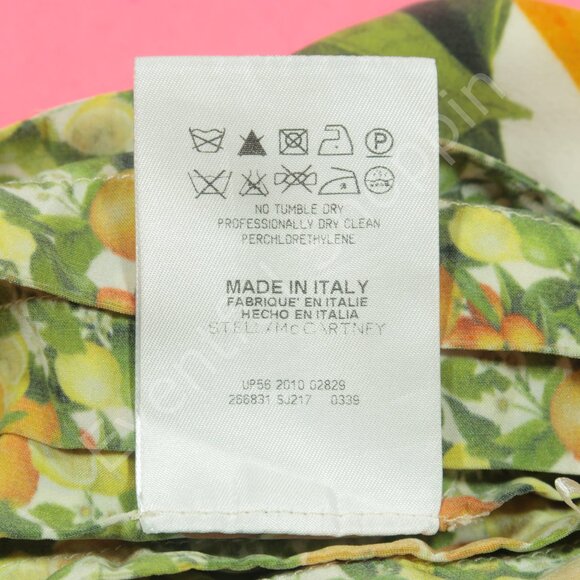 P
NO TUMBLE DRY
PROFESSIONALLY DRY CLEAN
PERCHLORETHYLENE
MADE IN ITALY
FABRIQUE' EN ITALIE
HECHO EN ITALIA
STELLA McCARTNEY
UP56 2010 02829
266831 SJ217 0339